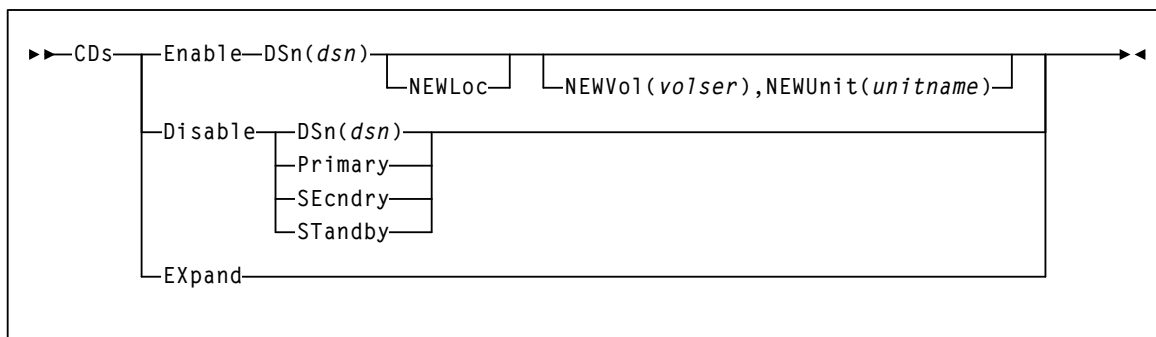 CDs Enable DSn(dsn)
NEWLoc NEWVol(volser),NEWUnit(unitname)
Disable DSn(dsn)
Primary
SEcndry
STandby
EXpand